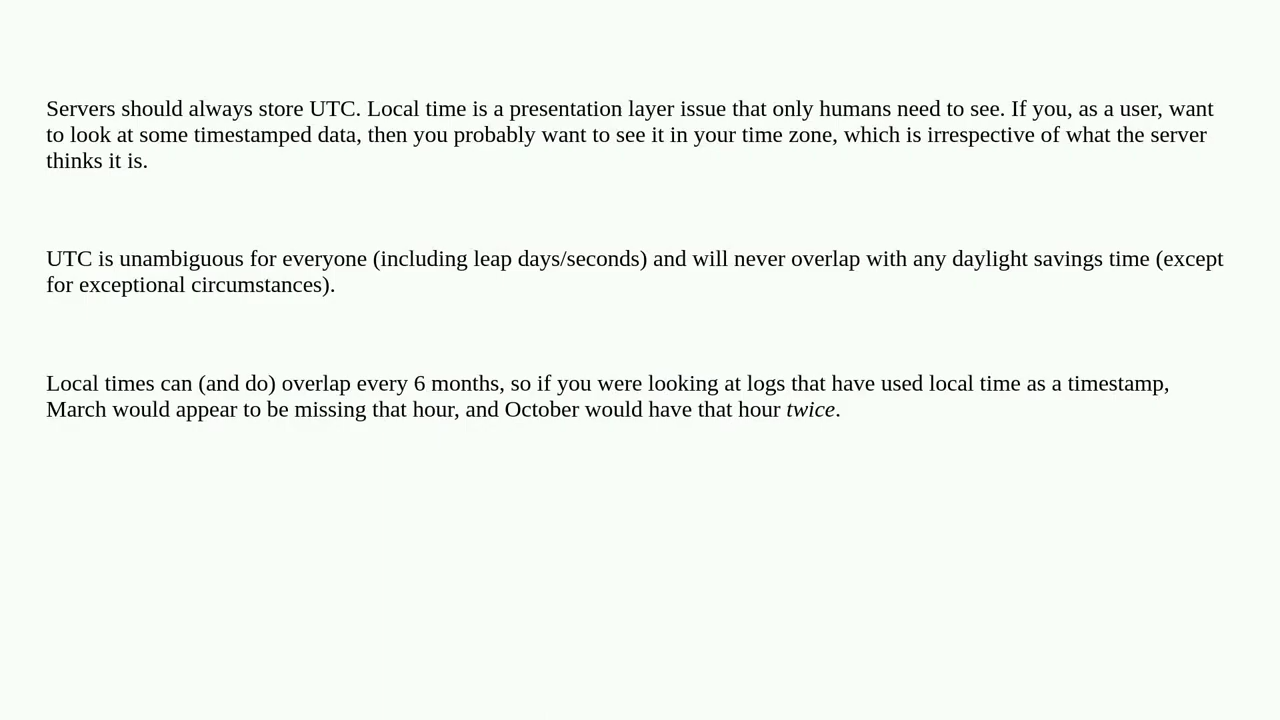 Servers should always store UTC. Local time is a presentation layer issue that only humans need to see. If you, as a user, want
to look at some timestamped data, then you probably want to see it in your time zone, which is irrespective of what the server
thinks it is.
UTC is unambiguous for everyone (including leap days/seconds) and will never overlap with any daylight savings time (except
for exceptional circumstances).
Local times can (and do) overlap every 6 months, so if you were looking at logs that have used local time as a timestamp,
March would appear to be missing that hour, and October would have that hour twice.